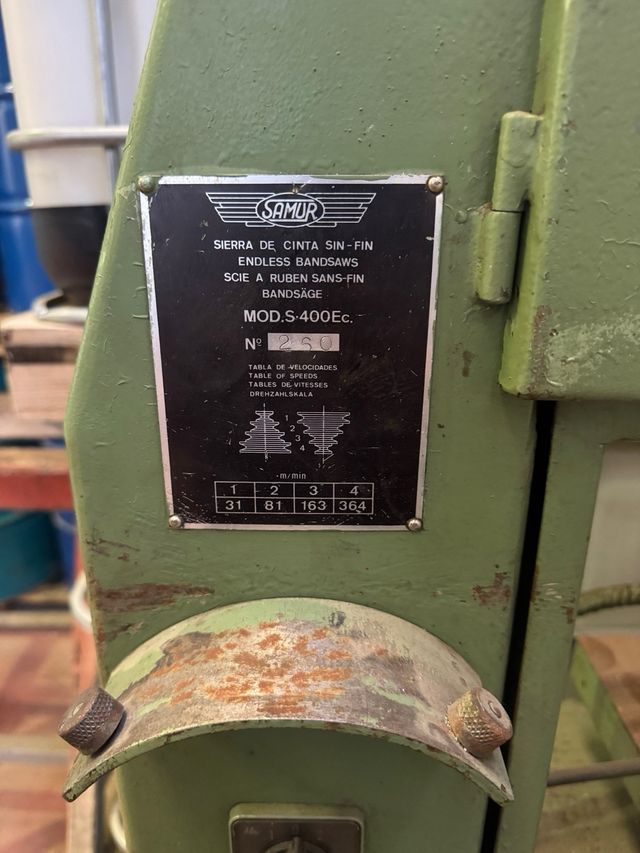 SAMUR
SIERRA DE CINTA SIN-FIN
ENDLESS BANDSAWS
SCIE A RUBEN SANS-FIN
BANDSÄGE
MOD.S-400Ec.
Nº 260
TABLA DE VELOCIDADES
TABLE OF SPEEDS
TABLES DE VITESSES
DREHZAHLSKALA
1
2
3
4
m/min
1 2 3 4
31 81 163 364